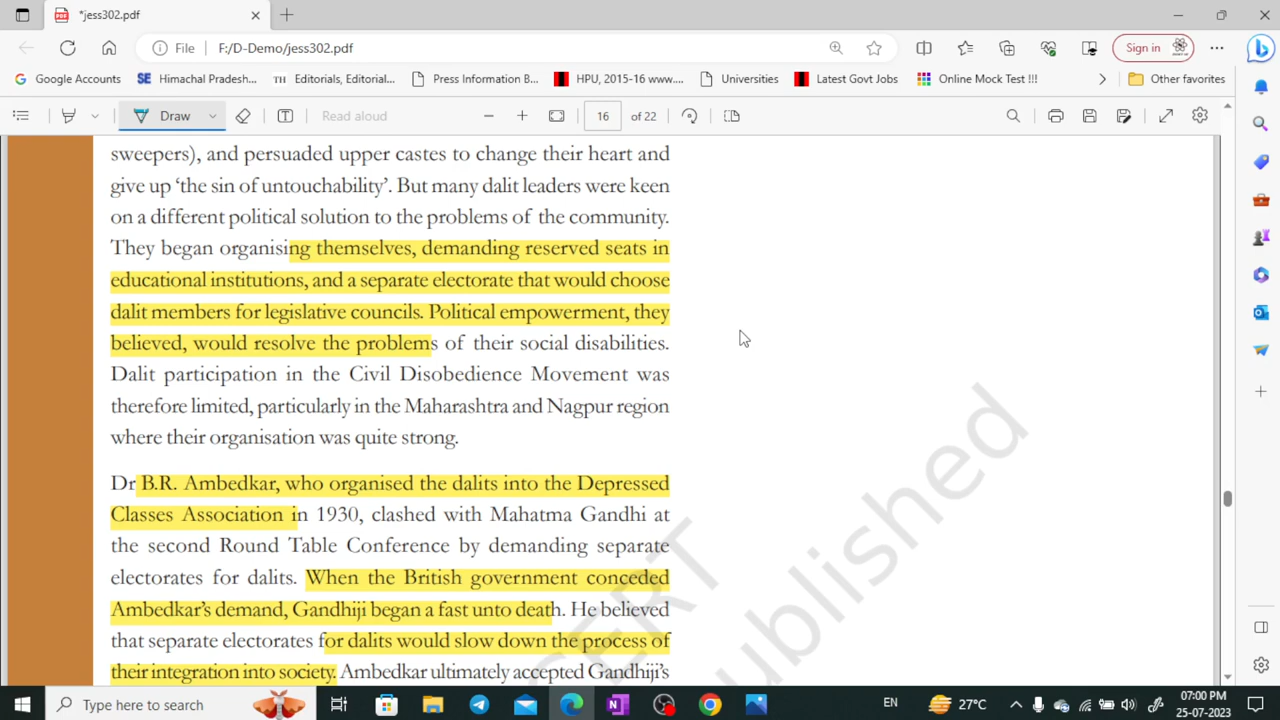 *jess302.pdf
File F:/D-Demo/jess302.pdf Sign in
Google Accounts SE Himachal Pradesh... TH Editorials, Editorial... Press Information B... HPU, 2015-16 www.... Universities Latest Govt Jobs Online Mock Test !!! Other favorites
Draw T Read aloud 16 of 22
sweepers), and persuaded upper castes to change their heart and
give up ‘the sin of untouchability’. But many dalit leaders were keen
on a different political solution to the problems of the community.
They began organising themselves, demanding reserved seats in
educational institutions, and a separate electorate that would choose
dalit members for legislative councils. Political empowerment, they
believed, would resolve the problems of their social disabilities.
Dalit participation in the Civil Disobedience Movement was
therefore limited, particularly in the Maharashtra and Nagpur region
where their organisation was quite strong.
Dr B.R. Ambedkar, who organised the dalits into the Depressed
Classes Association in 1930, clashed with Mahatma Gandhi at
the second Round Table Conference by demanding separate
electorates for dalits. When the British government conceded
Ambedkar’s demand, Gandhiji began a fast unto death. He believed
that separate electorates for dalits would slow down the process of
their integration into society. Ambedkar ultimately accepted Gandhiji’s
ERT
ublished
Type here to search 27°C EN 07:00 PM
25-07-2023